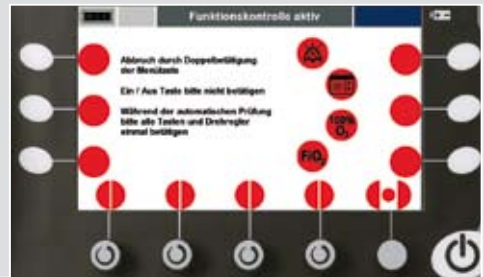 Funktionskontrolle aktiv
Abbruch durch Doppelbetätigung
der Menütaste
Ein / Aus Taste bitte nicht betätigen
Während der automatischen Prüfung
bitte alle Tasten und Drehregler
einmal betätigen
100%
O₂
FiO₂